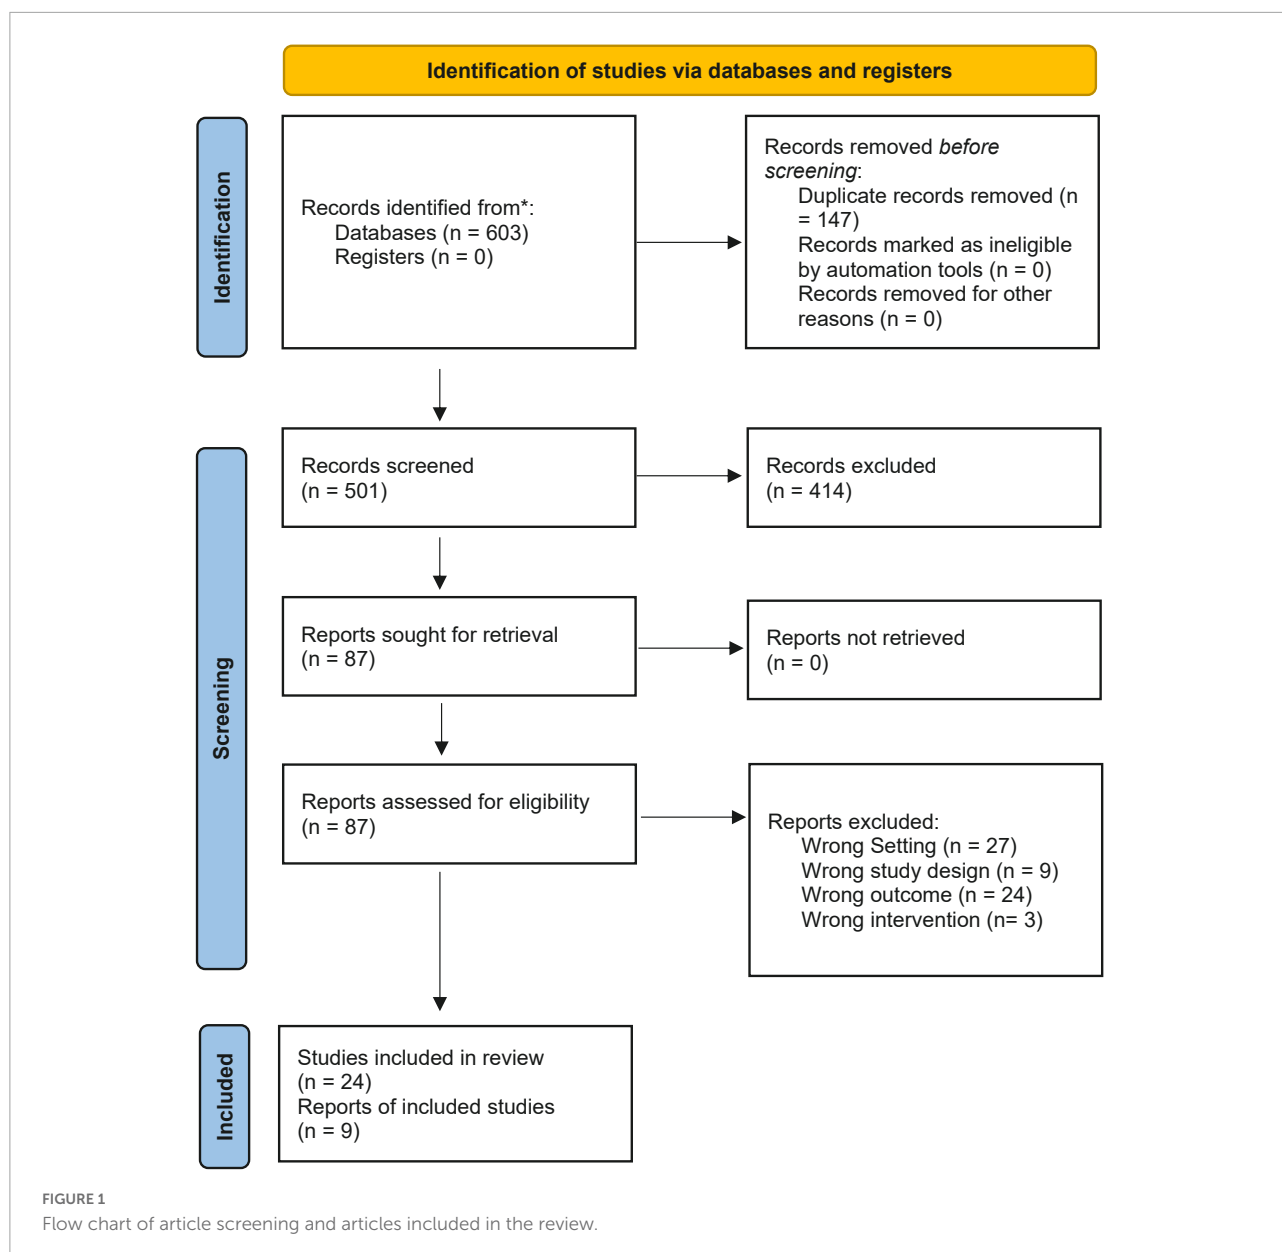 Identification of studies via databases and registers
Identification
Records identified from*:
Databases (n = 603)
Registers (n = 0)
Records removed before
screening:
Duplicate records removed (n
= 147)
Records marked as ineligible
by automation tools (n = 0)
Records removed for other
reasons (n = 0)
Screening
Records screened
(n = 501)
Records excluded
(n = 414)
Reports sought for retrieval
(n = 87)
Reports not retrieved
(n = 0)
Reports assessed for eligibility
(n = 87)
Reports excluded:
Wrong Setting (n = 27)
Wrong study design (n = 9)
Wrong outcome (n = 24)
Wrong intervention (n= 3)
Included
Studies included in review
(n = 24)
Reports of included studies
(n = 9)
FIGURE 1
Flow chart of article screening and articles included in the review.